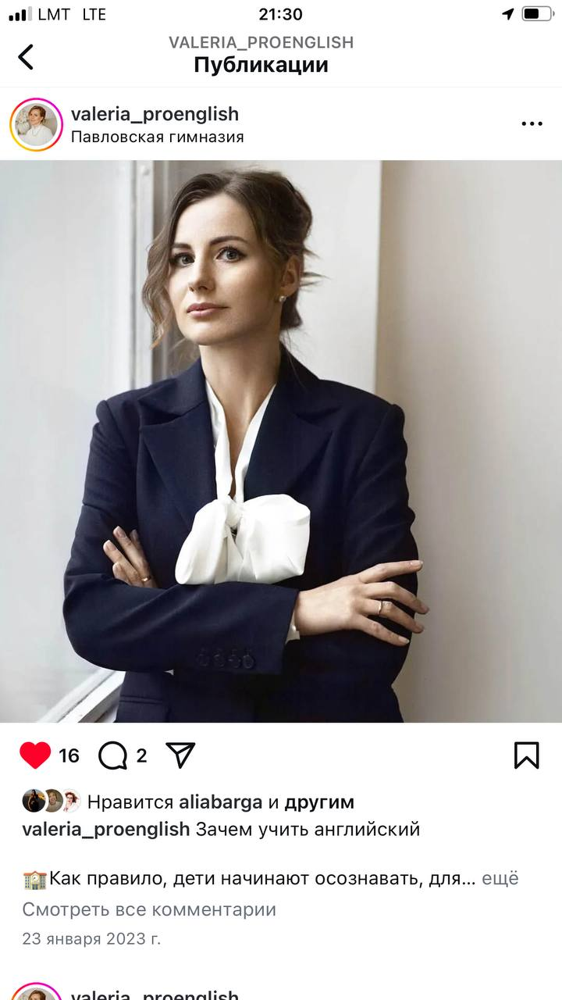 LMT LTE 21:30
VALERIA_PROENGLISH
Публикации
valeria_proenglish
Павловская гимназия
16 2
Нравится aliabarga и другим
valeria_proenglish Зачем учить английский
🏫Как правило, дети начинают осознавать, для... ещё
Смотреть все комментарии
23 января 2023 г.
valeria_proenglish